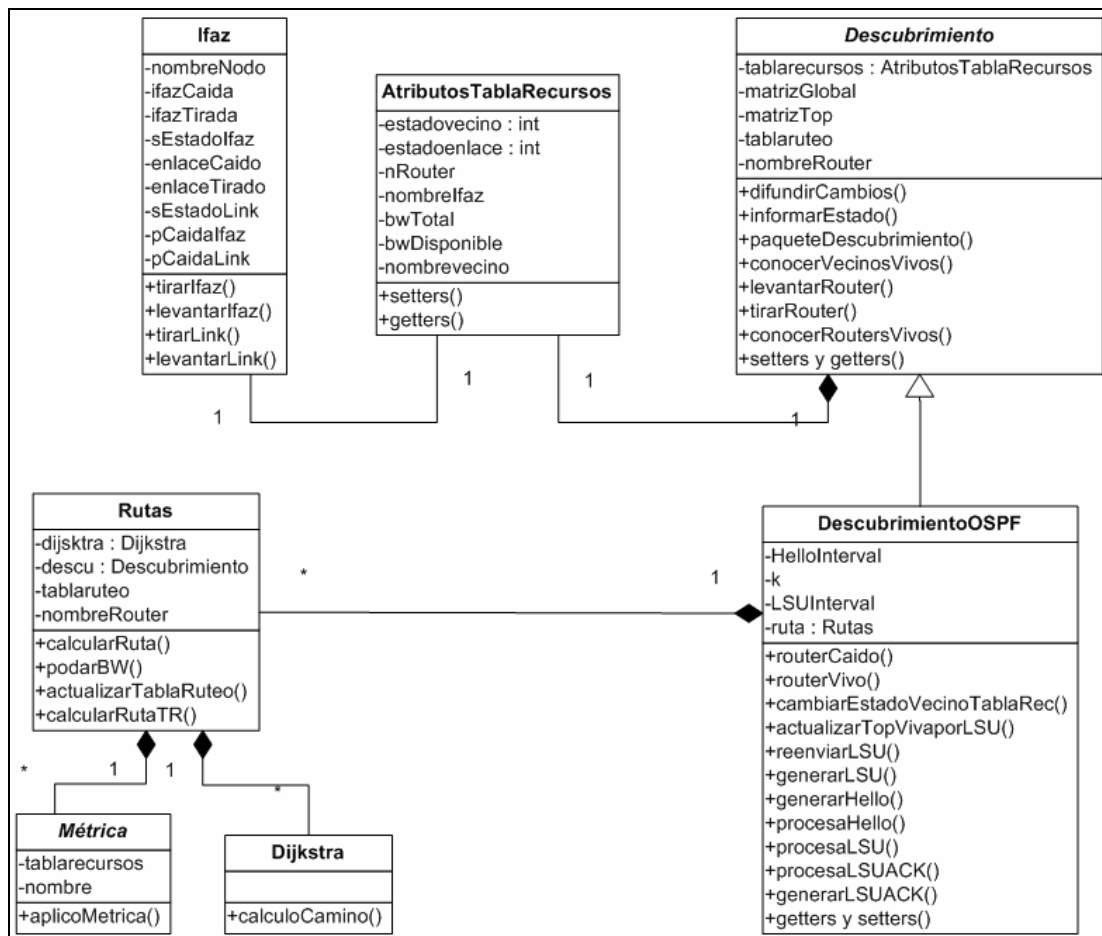 Ifaz
-nombreNodo
-ifazCaida
-ifazTirada
-sEstadoIfaz
-enlaceCaido
-enlaceTirado
-sEstadoLink
-pCaidaIfaz
-pCaidaLink
+tirarIfaz()
+levantarIfaz()
+tirarLink()
+levantarLink()
AtributosTablaRecursos
-estadovecino : int
-estadoenlace : int
-nRouter
-nombreIfaz
-bwTotal
-bwDisponible
-nombrevecino
+setters()
+getters()
Descubrimiento
-tablarecursos : AtributosTablaRecursos
-matrizGlobal
-matrizTop
-tablaruteo
-nombreRouter
+difundirCambios()
+informarEstado()
+paqueteDescubrimiento()
+conocerVecinosVivos()
+levantarRouter()
+tirarRouter()
+conocerRoutersVivos()
+setters y getters()
1
1
1
1
Rutas
-dijsktra : Dijkstra
-descu : Descubrimiento
-tablaruteo
-nombreRouter
+calcularRuta()
+podarBW()
+actualizarTablaRuteo()
+calcularRutaTR()
*
1
DescubrimientoOSPF
-HelloInterval
-k
-LSUInterval
-ruta : Rutas
+routerCaido()
+routerVivo()
+cambiarEstadoVecinoTablaRec()
+actualizarTopVivaporLSU()
+reenviarLSU()
+generarLSU()
+generarHello()
+procesaHello()
+procesaLSU()
+procesaLSUACK()
+generarLSUACK()
+getters y setters()
*
1
1
*
Métrica
-tablarecursos
-nombre
+aplicoMetrica()
Dijkstra
+calculoCamino()